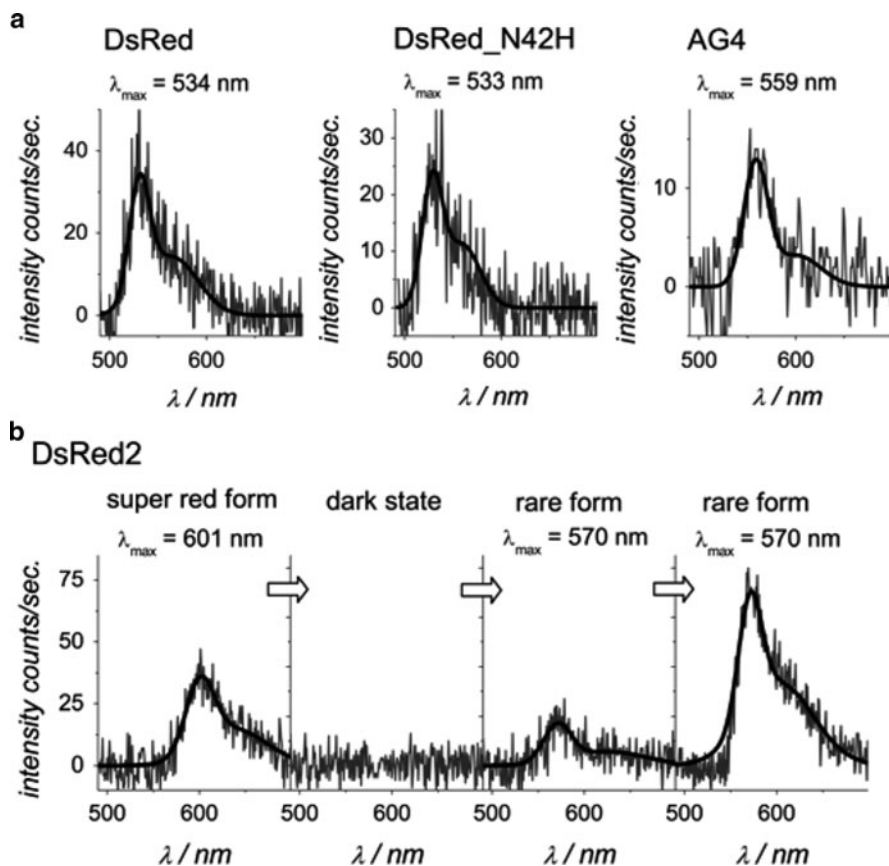 a
DsRed DsRed_N42H AG4
λmax = 534 nm λmax = 533 nm λmax = 559 nm
intensity counts/sec. intensity counts/sec. intensity counts/sec.
40 30
20
20 10
10
0 0 0
500 600 500 600 500 600
λ / nm λ / nm λ / nm
b
DsRed2
super red form dark state rare form rare form
λmax = 601 nm λmax = 570 nm λmax = 570 nm
intensity counts/sec.
75
50
25
0
500 600 500 600 500 600 500 600
λ / nm λ / nm λ / nm λ / nm